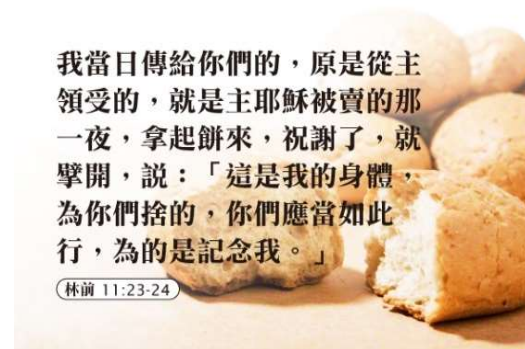 我當日傳給你們的，原是從主
領受的，就是主耶穌被賣的那
一夜，拿起餅來，祝謝了，就
擘開，説：「這是我的身體，
為你們捨的，你們應當如此
行，為的是記念我。」
林前 11:23-24